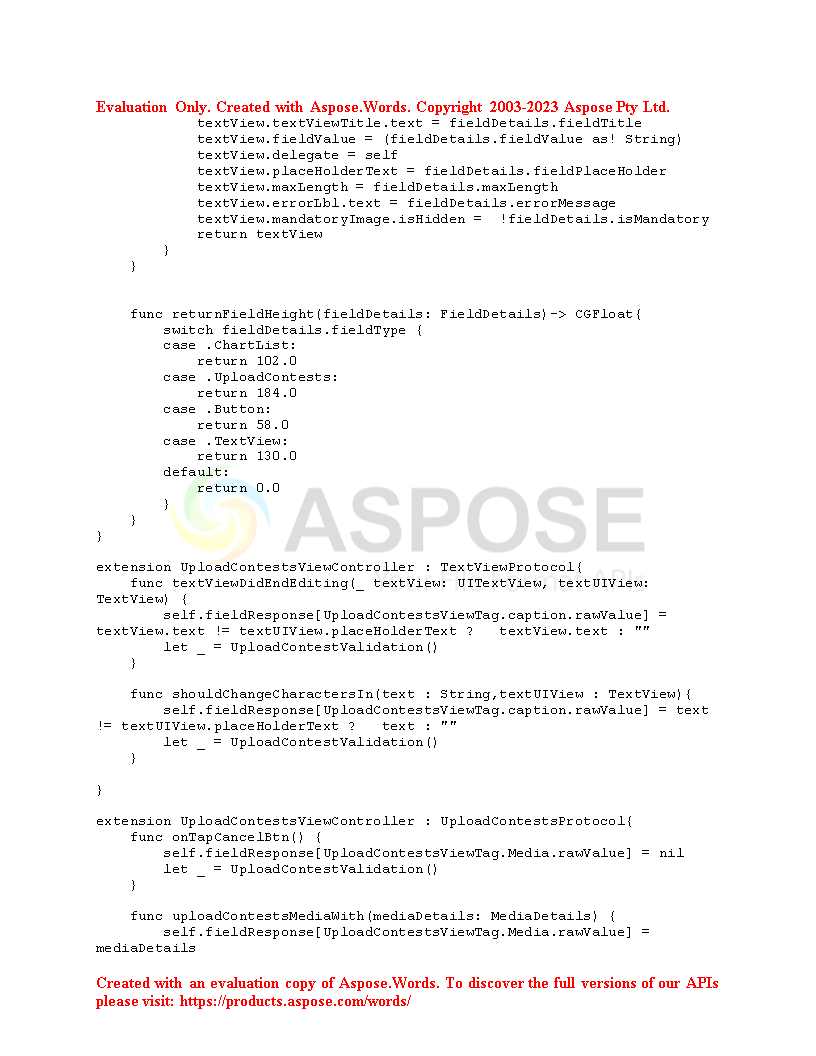 Evaluation Only. Created with Aspose.Words. Copyright 2003-2023 Aspose Pty Ltd.
            textView.textViewTitle.text = fieldDetails.fieldTitle
            textView.fieldValue = (fieldDetails.fieldValue as! String)
            textView.delegate = self
            textView.placeHolderText = fieldDetails.fieldPlaceHolder
            textView.maxLength = fieldDetails.maxLength
            textView.errorLbl.text = fieldDetails.errorMessage
            textView.mandatoryImage.isHidden =  !fieldDetails.isMandatory
            return textView
        }
    }

    func returnFieldHeight(fieldDetails: FieldDetails)-> CGFloat{
        switch fieldDetails.fieldType {
        case .ChartList:
            return 102.0
        case .UploadContests:
            return 184.0
        case .Button:
            return 58.0
        case .TextView:
            return 130.0
        default:
            return 0.0
        }
    }
}
ASPOSE

extension UploadContestsViewController : TextViewProtocol{
    func textViewDidEndEditing(_ textView: UITextView, textUIView:
TextView) {
        self.fieldResponse[UploadContestsViewTag.caption.rawValue] =
textView.text != textUIView.placeHolderText ?   textView.text : ""
        let _ = UploadContestValidation()
    }

    func shouldChangeCharactersIn(text : String,textUIView : TextView){
        self.fieldResponse[UploadContestsViewTag.caption.rawValue] = text
!= textUIView.placeHolderText ?   text : ""
        let _ = UploadContestValidation()
    }

}

extension UploadContestsViewController : UploadContestsProtocol{
    func onTapCancelBtn() {
        self.fieldResponse[UploadContestsViewTag.Media.rawValue] = nil
        let _ = UploadContestValidation()
    }

    func uploadContestsMediaWith(mediaDetails: MediaDetails) {
        self.fieldResponse[UploadContestsViewTag.Media.rawValue] =
mediaDetails

Created with an evaluation copy of Aspose.Words. To discover the full versions of our APIs
please visit: https://products.aspose.com/words/